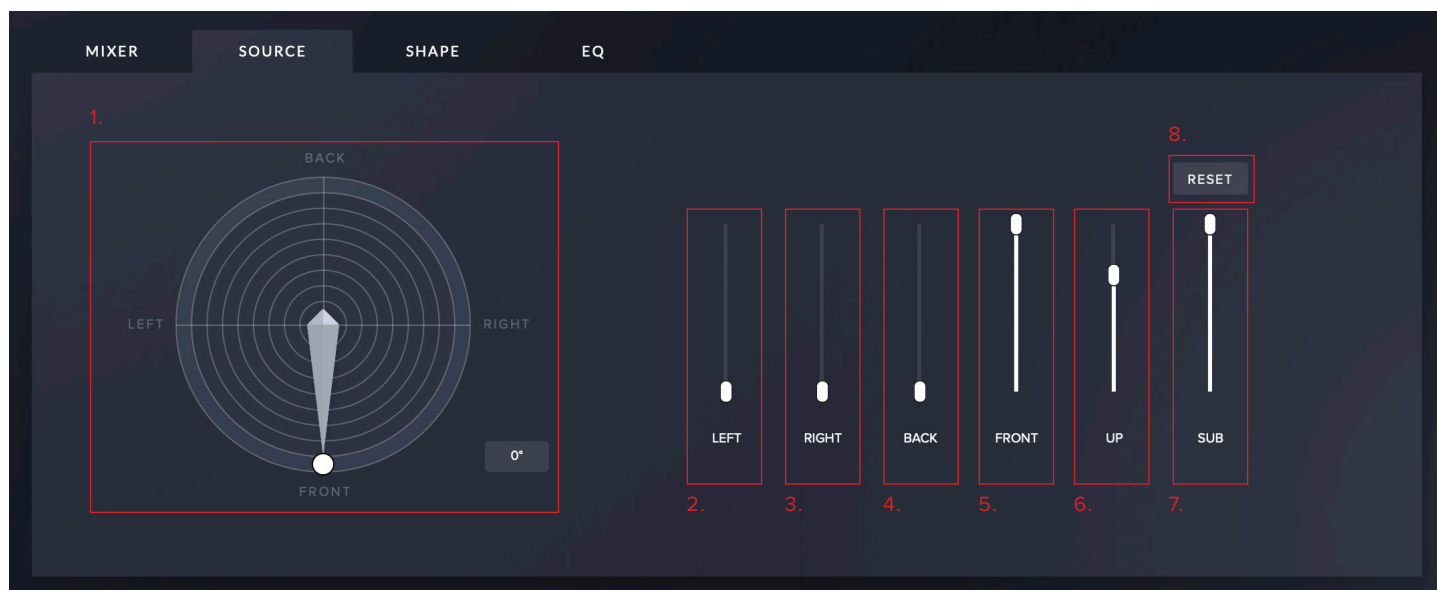 MIXER SOURCE SHAPE EQ
1.
BACK
LEFT RIGHT
0°
FRONT
8.
RESET
LEFT RIGHT BACK FRONT UP SUB
2. 3. 4. 5. 6. 7.